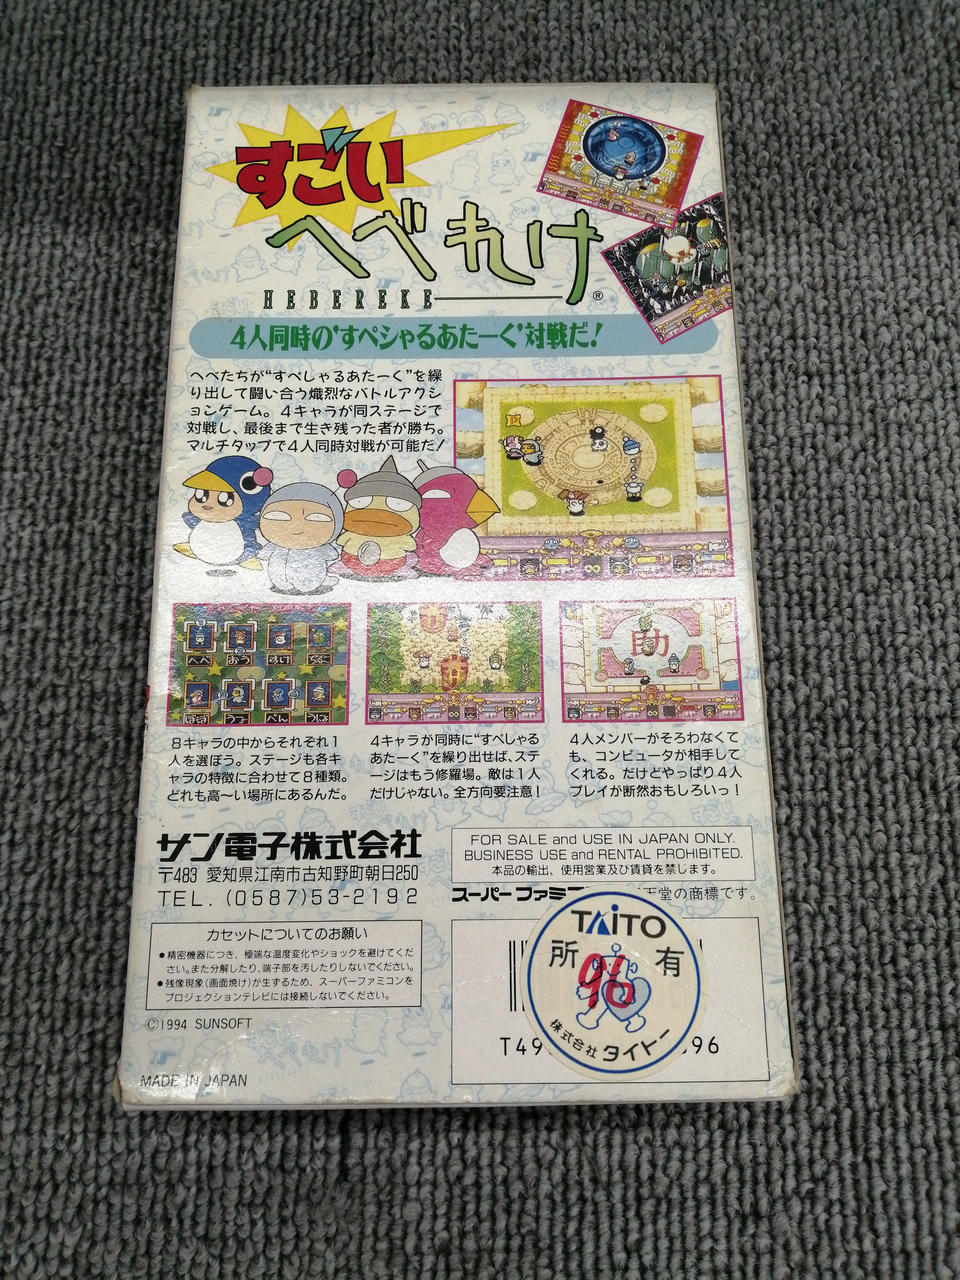 すごい
へべれけ®
HEBEREKE
4人同時の"すぺしゃるあたーく"対戦だ!
へべたちが"すぺしゃるあたーく"を繰
り出して闘い合う熾烈なバトルアクシ
ョンゲーム。4キャラが同ステージで
対戦し、最後まで生き残った者が勝ち。
マルチタップで4人同時対戦が可能だ!
へべ
おう
すけ
ぺん
うじょ
助
8キャラの中からそれぞれ1
人を選ぼう。ステージも各キ
ャラの特徴に合わせて8種類。
どれも高〜い場所にあるんだ。
4キャラが同時に"すぺしゃる
あたーく"を繰り出せば、ステ
ージはもう修羅場。敵は1人
だけじゃない。全方向要注意!
4人メンバーがそろわなくて
も、コンピュータが相手して
くれる。だけどやっぱり4人
プレイが断然おもしろいっ!
サン電子株式会社
〒483 愛知県江南市古知野町朝日250
TEL. (0587)53-2192
FOR SALE and USE IN JAPAN ONLY.
BUSINESS USE and RENTAL PROHIBITED.
本品の輸出、使用営業及び賃貸を禁じます。
スーパーファミ
天堂の商標です。
カセットについてのお願い
●精密機器につき、極端な温度変化やショックを避けてくだ
さい。また分解したり、端子部を汚したりしないでください。
●残像現象(画面焼け)が生ずるため、スーパーファミコンを
プロジェクションテレビには接続しないでください。
©1994 SUNSOFT
MADE IN JAPAN
TAITO
所有
96
株式会社タイトー
T49
96